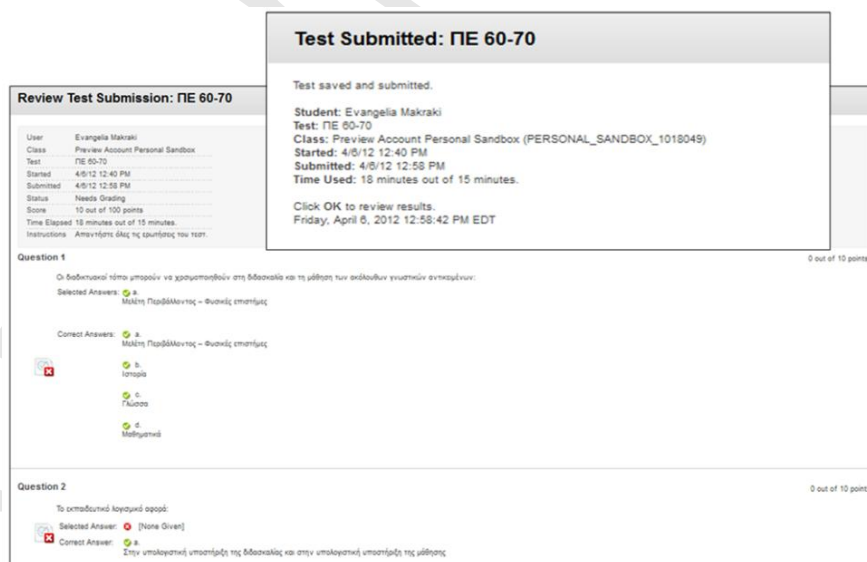 Test Submitted: ΠΕ 60-70
Test saved and submitted.
Student: Evangelia Makraki
Test: ΠΕ 60-70
Class: Preview Account Personal Sandbox (PERSONAL_SANDBOX_1018049)
Started: 4/6/12 12:40 PM
Submitted: 4/6/12 12:58 PM
Time Used: 18 minutes out of 15 minutes.
Click OK to review results.
Friday, April 6, 2012 12:58:42 PM EDT
Review Test Submission: ΠΕ 60-70
User Evangelia Makraki
Class Preview Account Personal Sandbox
Test ΠΕ 60-70
Started 4/6/12 12:40 PM
Submitted 4/6/12 12:58 PM
Status Needs Grading
Score 10 out of 100 points
Time Elapsed 18 minutes out of 15 minutes.
Instructions Απαντήστε όλες τις ερωτήσεις του τεστ.
Question 1 0 out of 10 points
Οι διαδικτυακοί τόποι μπορούν να χρησιμοποιηθούν στη διδασκαλία και τη μάθηση των ακόλουθων γνωστικών αντικειμένων:
Selected Answers: a.
Μελέτη Περιβάλλοντος – Φυσικές επιστήμες
Correct Answers: a.
Μελέτη Περιβάλλοντος – Φυσικές επιστήμες
b.
Ιστορία
c.
Γλώσσα
d.
Μαθηματικά
Question 2 0 out of 10 point
Το εκπαιδευτικό λογισμικό αφορά:
Selected Answer: [None Given]
Correct Answer: a.
Στην υπολογιστική υποστήριξη της διδασκαλίας και στην υπολογιστική υποστήριξη της μάθησης